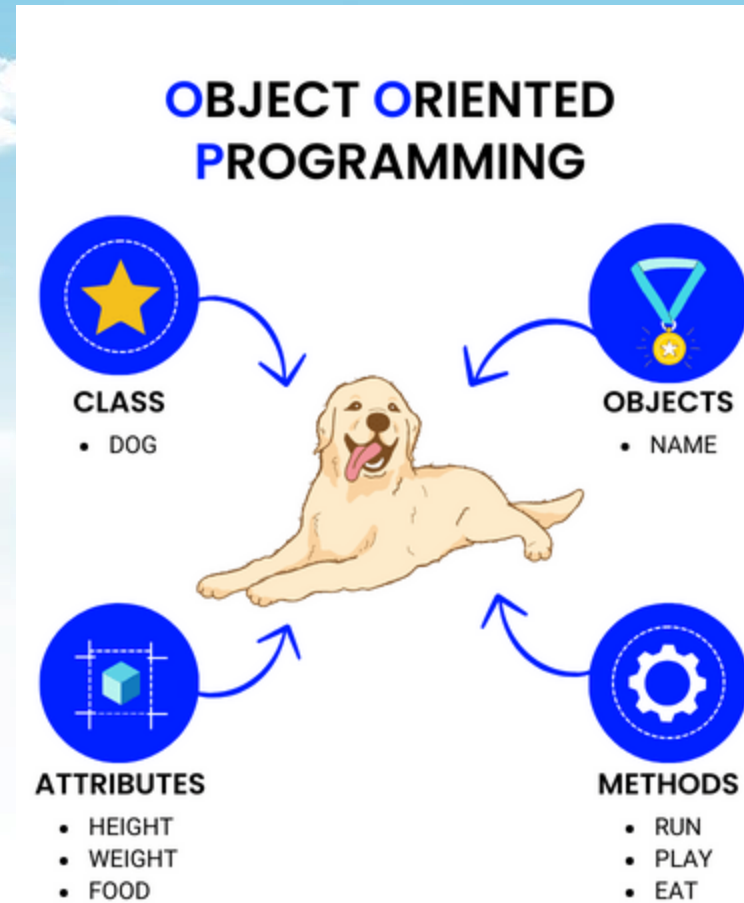 OBJECT ORIENTED
PROGRAMMING
CLASS
• DOG
OBJECTS
• NAME
ATTRIBUTES
• HEIGHT
• WEIGHT
• FOOD
METHODS
• RUN
• PLAY
• EAT